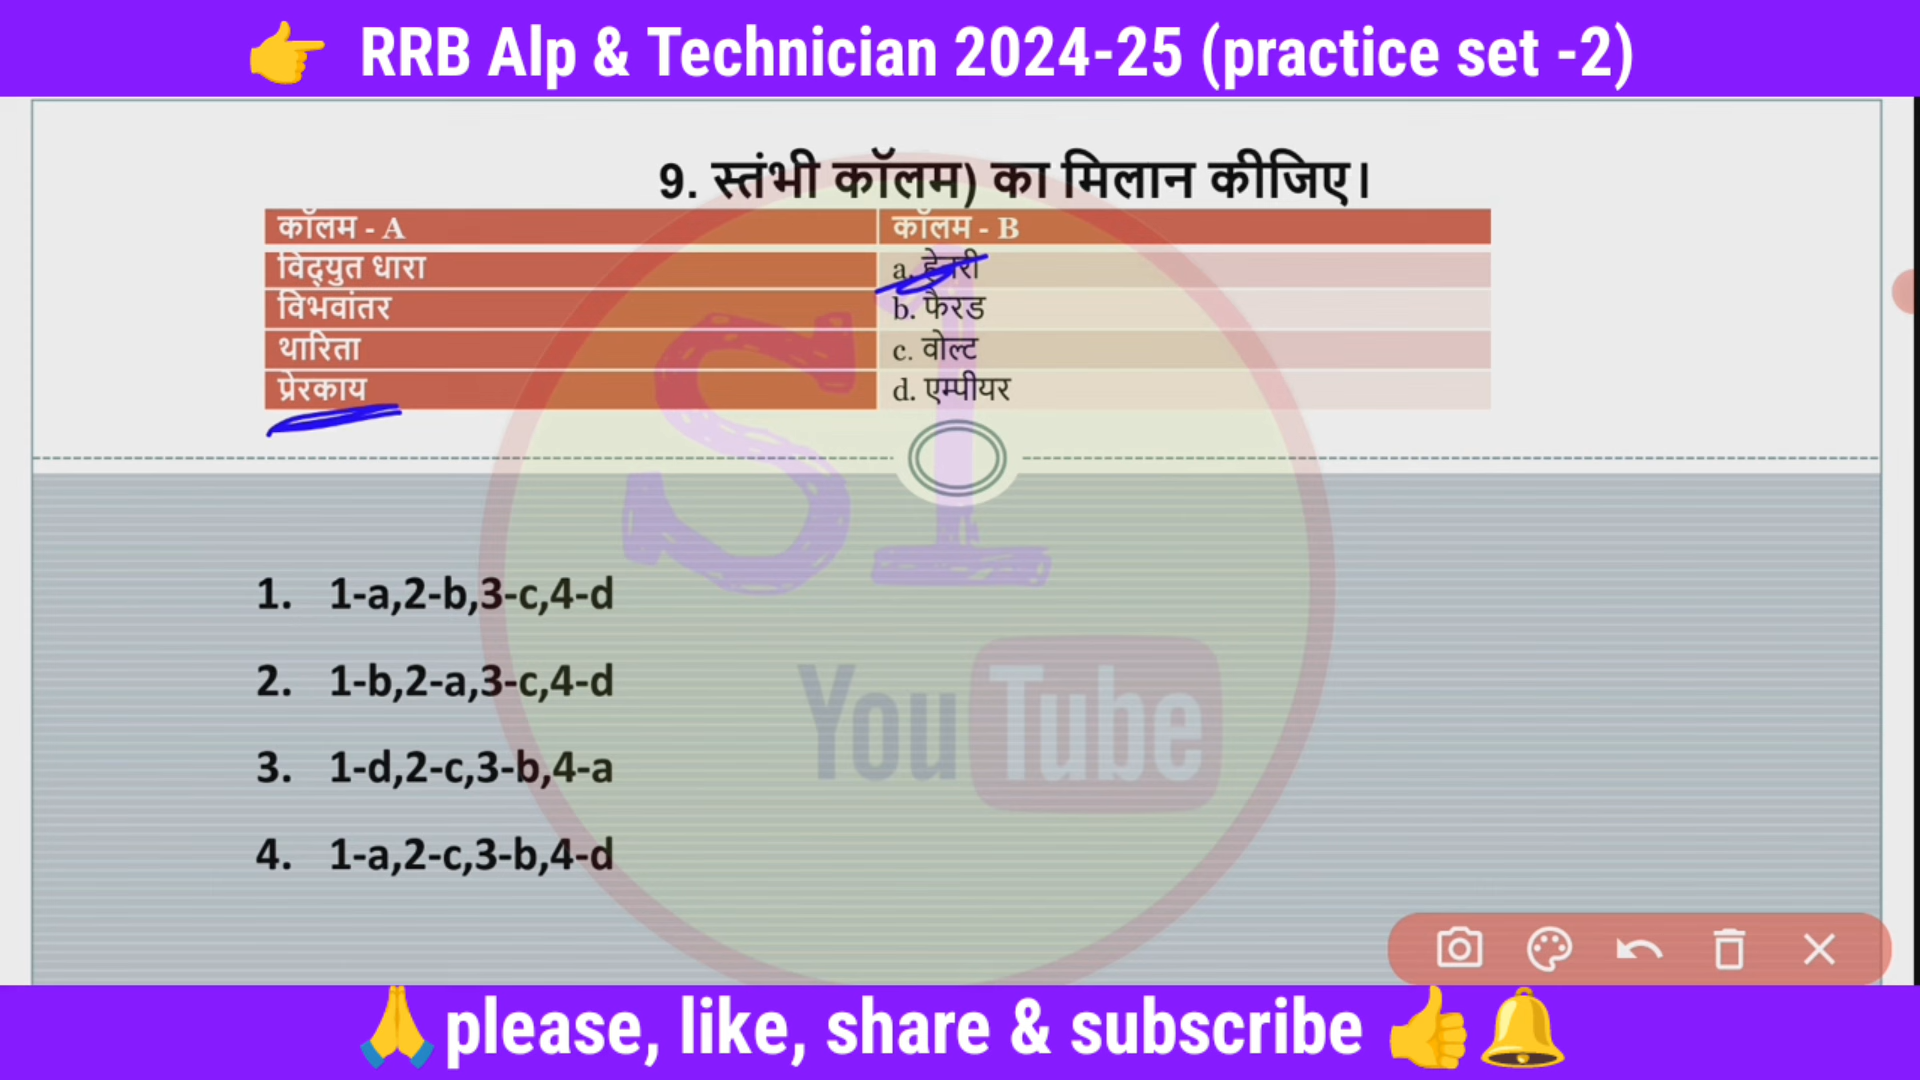 👉 RRB Alp & Technician 2024-25 (practice set -2)
9. स्तंभी कॉलम) का मिलान कीजिए।
कॉलम - A कॉलम - B
विद्युत धारा a. हेनरी
विभवांतर b. फैरड
धारिता c. वोल्ट
प्रेरकाय d. एम्पीयर
S1
1. 1-a,2-b,3-c,4-d
2. 1-b,2-a,3-c,4-d
YouTube
3. 1-d,2-c,3-b,4-a
4. 1-a,2-c,3-b,4-d
🙏please, like, share & subscribe 👍🔔